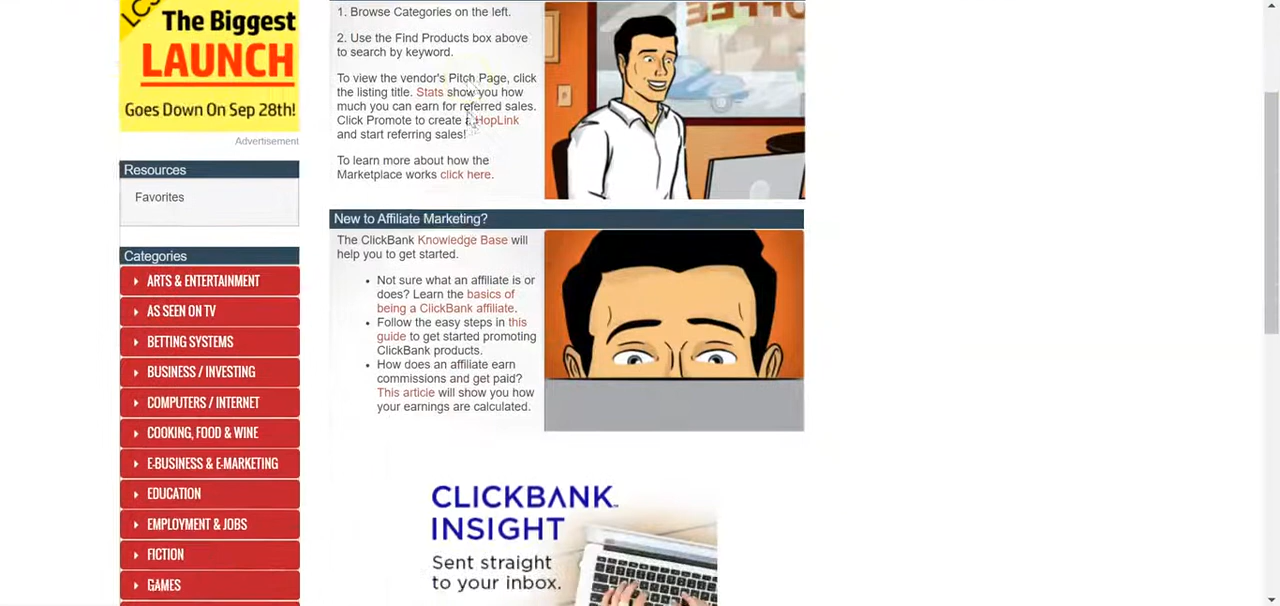 LCS
The Biggest
LAUNCH
Goes Down On Sep 28th!
Advertisement
Resources
Favorites
Categories
ARTS & ENTERTAINMENT
AS SEEN ON TV
BETTING SYSTEMS
BUSINESS / INVESTING
COMPUTERS / INTERNET
COOKING, FOOD & WINE
E-BUSINESS & E-MARKETING
EDUCATION
EMPLOYMENT & JOBS
FICTION
GAMES
1. Browse Categories on the left.
2. Use the Find Products box above
to search by keyword.
To view the vendor's Pitch Page, click
the listing title. Stats show you how
much you can earn for referred sales.
Click Promote to create a HopLink
and start referring sales!
To learn more about how the
Marketplace works click here.
New to Affiliate Marketing?
The ClickBank Knowledge Base will
help you to get started.
Not sure what an affiliate is or
does? Learn the basics of
being a ClickBank affiliate.
Follow the easy steps in this
guide to get started promoting
ClickBank products.
How does an affiliate earn
commissions and get paid?
This article will show you how
your earnings are calculated.
CLICKBANK™
INSIGHT
Sent straight
to your inbox.